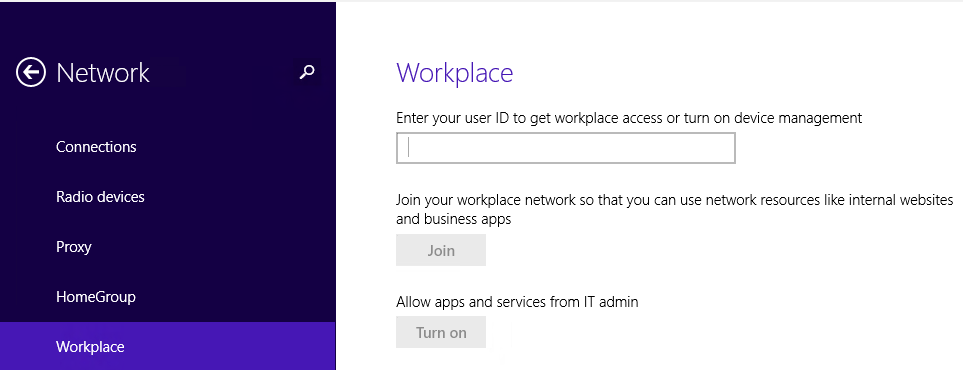 Network
Connections
Radio devices
Proxy
HomeGroup
Workplace
Workplace
Enter your user ID to get workplace access or turn on device management
Join your workplace network so that you can use network resources like internal websites
and business apps
Join
Allow apps and services from IT admin
Turn on